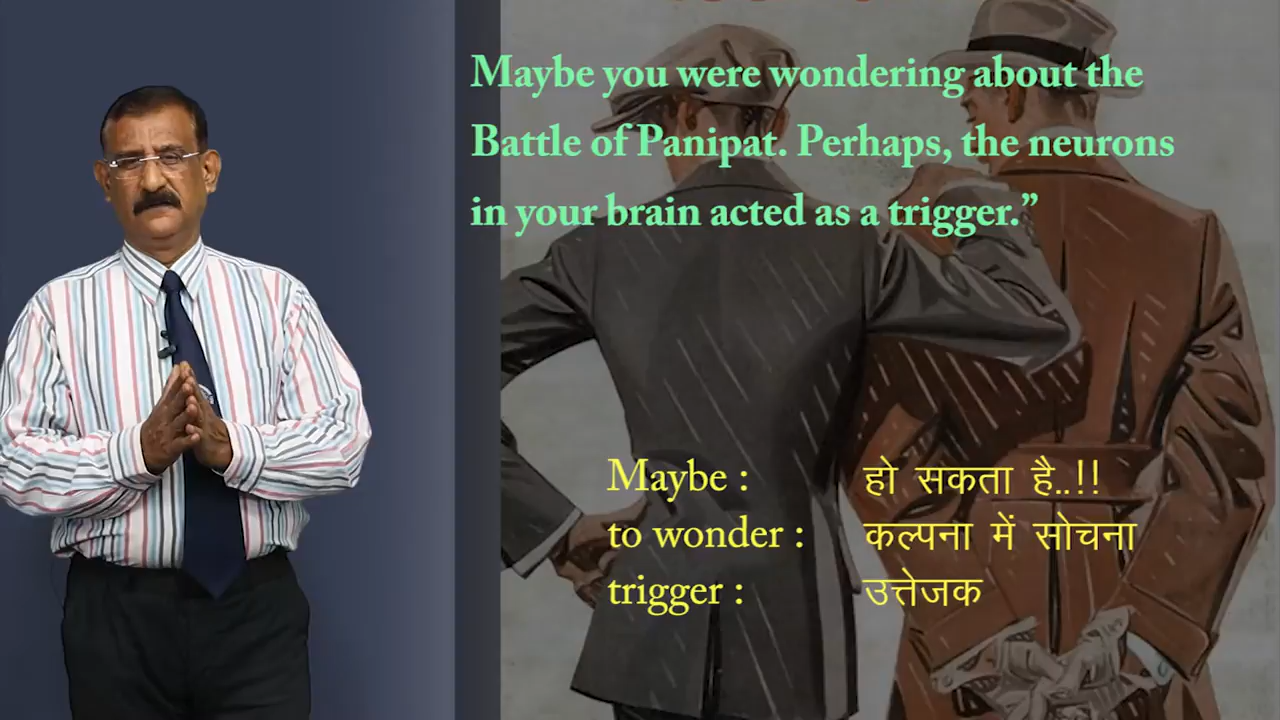 Maybe you were wondering about the
Battle of Panipat. Perhaps, the neurons
in your brain acted as a trigger.”
Maybe : हो सकता है..!!
to wonder : कल्पना में सोचना
trigger : उत्तेजक